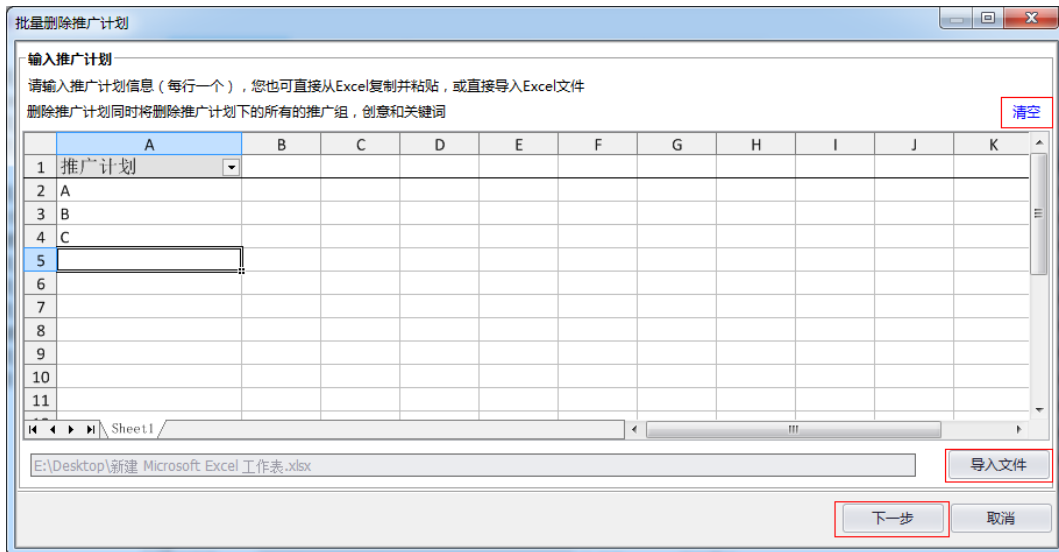 批量删除推广计划
输入推广计划
请输入推广计划信息（每行一个），您也可直接从Excel复制并粘贴，或直接导入Excel文件
删除推广计划同时将删除推广计划下的所有的推广组，创意和关键词
清空
A B C D E F G H I J K
1 推广计划
2 A
3 B
4 C
5
6
7
8
9
10
11
Sheet1
E:\Desktop\新建 Microsoft Excel 工作表.xlsx
导入文件
下一步 取消